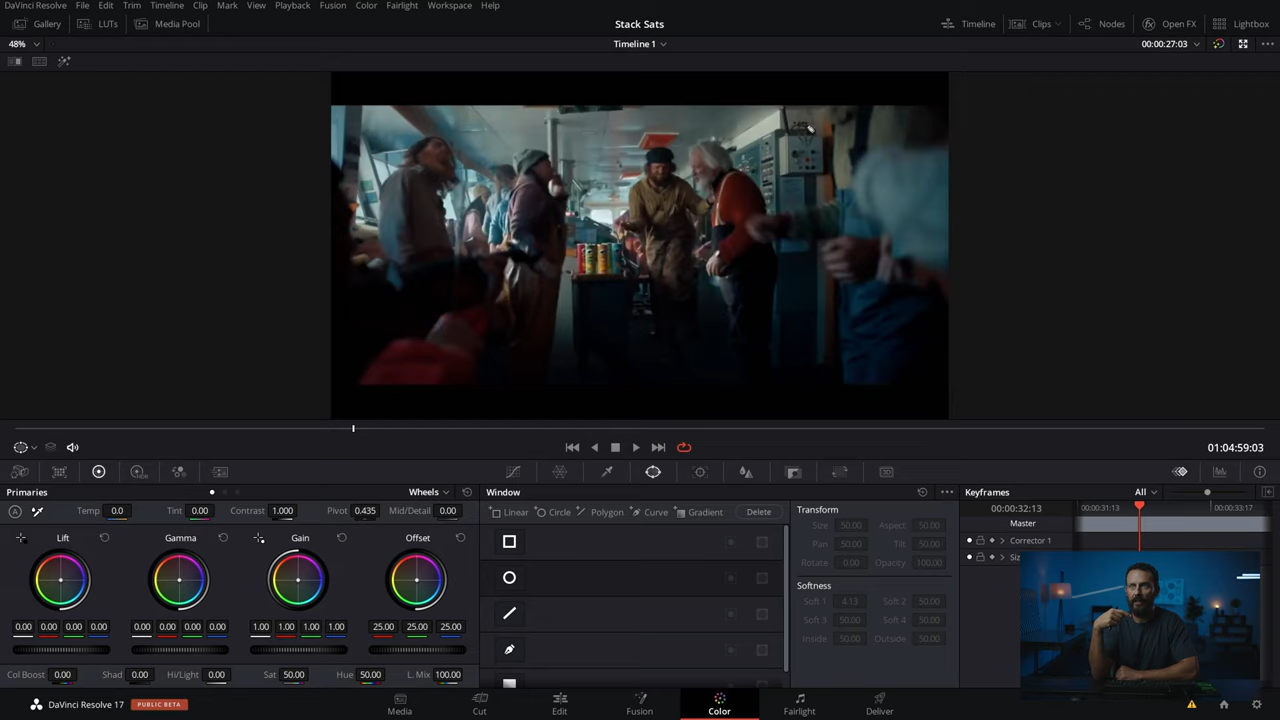 DaVinci Resolve File Edit Trim Timeline Clip Mark View Playback Fusion Color Fairlight Workspace Help
Gallery LUTs Media Pool Stack Sats Timeline Clips Nodes Open FX Lightbox
48% Timeline 1 00:00:27:03
01:04:59:03
Primaries Wheels Window Keyframes All
Temp 0.0 Tint 0.00 Contrast 1.000 Pivot 0.435 Mid/Detail 0.00
Linear Circle Polygon Curve Gradient Delete
Transform
00:00:32:13 00:00:31:13 00:00:33:17
Master
Size 50.00 Aspect 50.00
Lift Gamma Gain Offset
Pan 50.00 Tilt 50.00
Corrector 1
Rotate 0.00 Opacity 100.00
Siz
Softness
Soft 1 4.13 Soft 2 50.00
Soft 3 50.00 Soft 4 50.00
0.00 0.00 0.00 0.00 0.00 0.00 0.00 0.00 1.00 1.00 1.00 1.00 25.00 25.00 25.00
Inside 50.00 Outside 50.00
Col Boost 0.00 Shad 0.00 Hi/Light 0.00 Sat 50.00 Hue 50.00 L. Mix 100.00
DaVinci Resolve 17 PUBLIC BETA
Media Cut Edit Fusion Color Fairlight Deliver